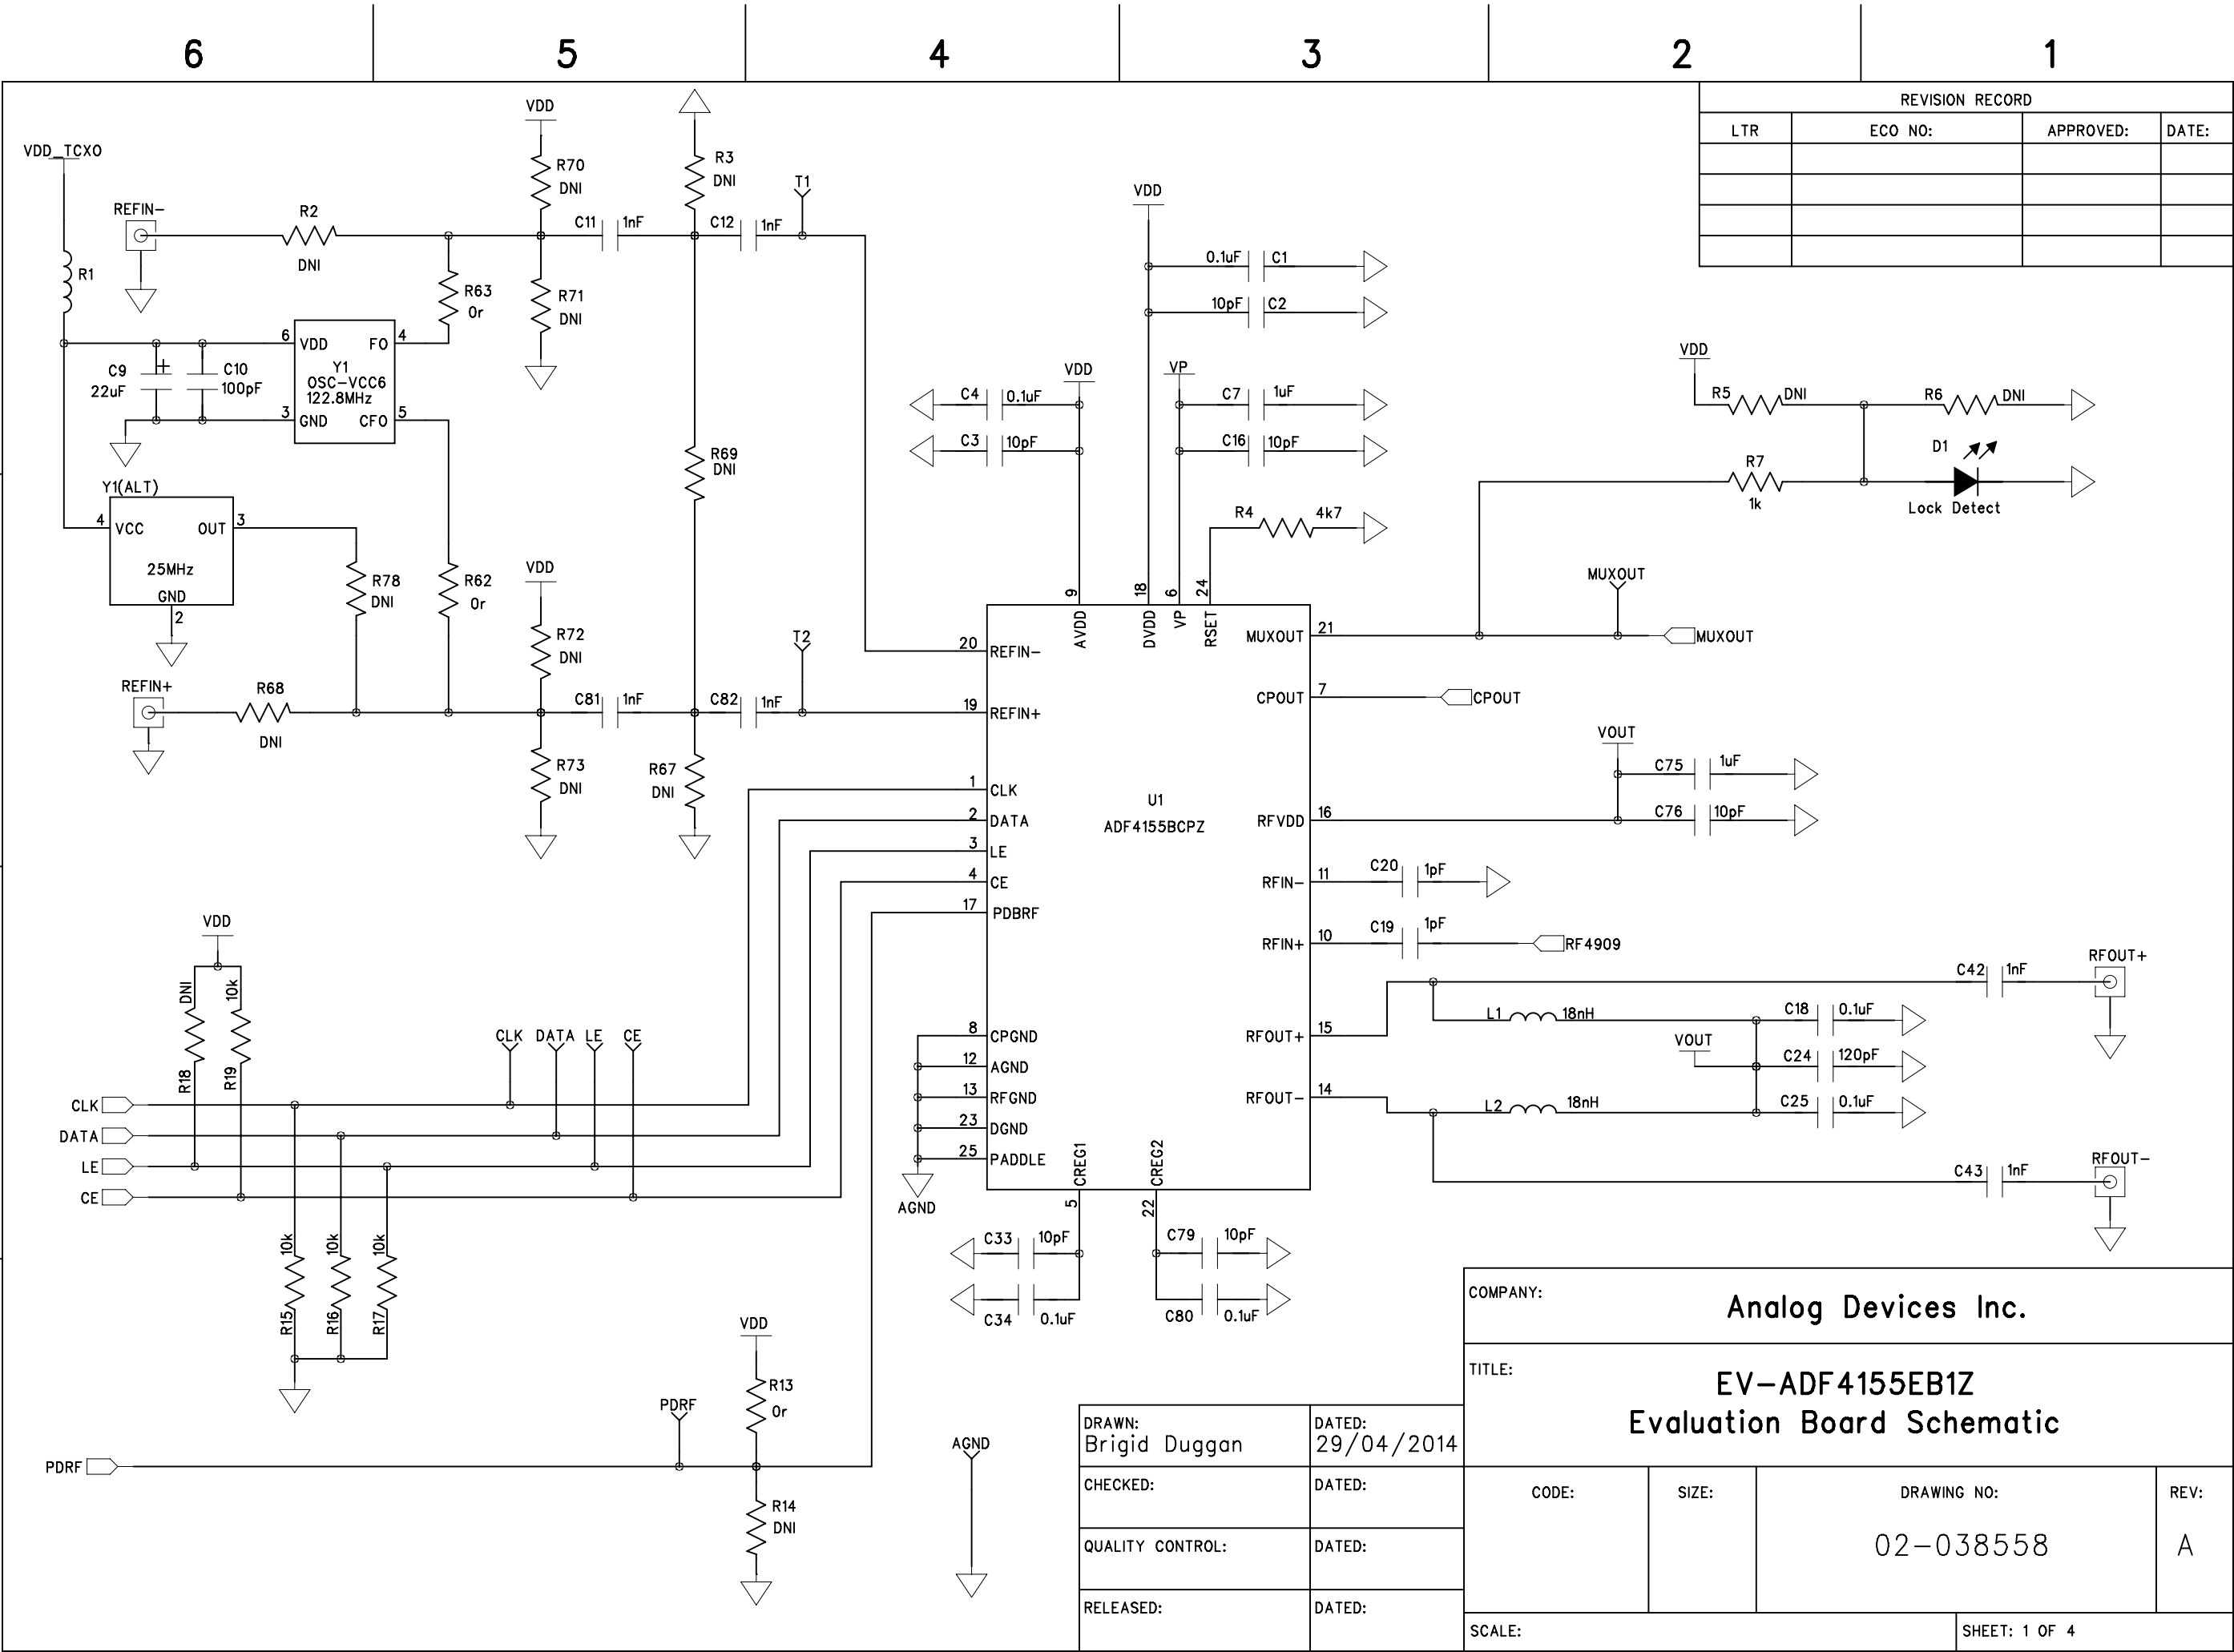 6 5 4 3 2 1
REVISION RECORD
LTR ECO NO: APPROVED: DATE:
VDD_TCXO
R1
REFIN-
R2
DNI
VDD
R70
DNI
R71
DNI
C11 1nF
R3
DNI
C12 1nF
T1
R63
0r
C9
22uF
+
C10
100pF
6 VDD FO 4
Y1
OSC-VCC6
122.8MHz
3 GND CFO 5
Y1(ALT)
4 VCC OUT 3
25MHz
GND
2
R78
DNI
R62
0r
R69
DNI
VDD
R72
DNI
REFIN+
R68
DNI
C81 1nF
C82 1nF
T2
R73
DNI
R67
DNI
VDD
0.1uF C1
10pF C2
VDD
C4 0.1uF
C3 10pF
VP
C7 1uF
C16 10pF
R4 4k7
9 AVDD
18 DVDD
6 VP
24 RSET
VDD
R5 DNI
R6 DNI
R7
1k
D1
Lock Detect
MUXOUT
MUXOUT 21 MUXOUT
CPOUT 7 CPOUT
VOUT
C75 1uF
C76 10pF
RFVDD 16
RFIN- 11 C20 1pF
RFIN+ 10 C19 1pF RF4909
RFOUT+ 15
RFOUT- 14
L1 18nH
L2 18nH
VOUT
C18 0.1uF
C24 120pF
C25 0.1uF
C42 1nF
RFOUT+
C43 1nF
RFOUT-
U1
ADF4155BCPZ
20 REFIN-
19 REFIN+
1 CLK
2 DATA
3 LE
4 CE
17 PDBRF
8 CPGND
12 AGND
13 RFGND
23 DGND
25 PADDLE
AGND
CREG1 5
CREG2 22
C33 10pF
C34 0.1uF
C79 10pF
C80 0.1uF
VDD
R18 DNI
R19 10k
CLK DATA LE CE
CLK
DATA
LE
CE
R15 10k
R16 10k
R17 10k
VDD
R13
0r
PDRF
PDRF
R14
DNI
AGND
COMPANY:
Analog Devices Inc.
TITLE:
EV-ADF4155EB1Z
Evaluation Board Schematic
DRAWN:
Brigid Duggan
DATED:
29/04/2014
CHECKED: DATED:
QUALITY CONTROL: DATED:
RELEASED: DATED:
CODE: SIZE: DRAWING NO: REV:
02-038558 A
SCALE: SHEET: 1 OF 4